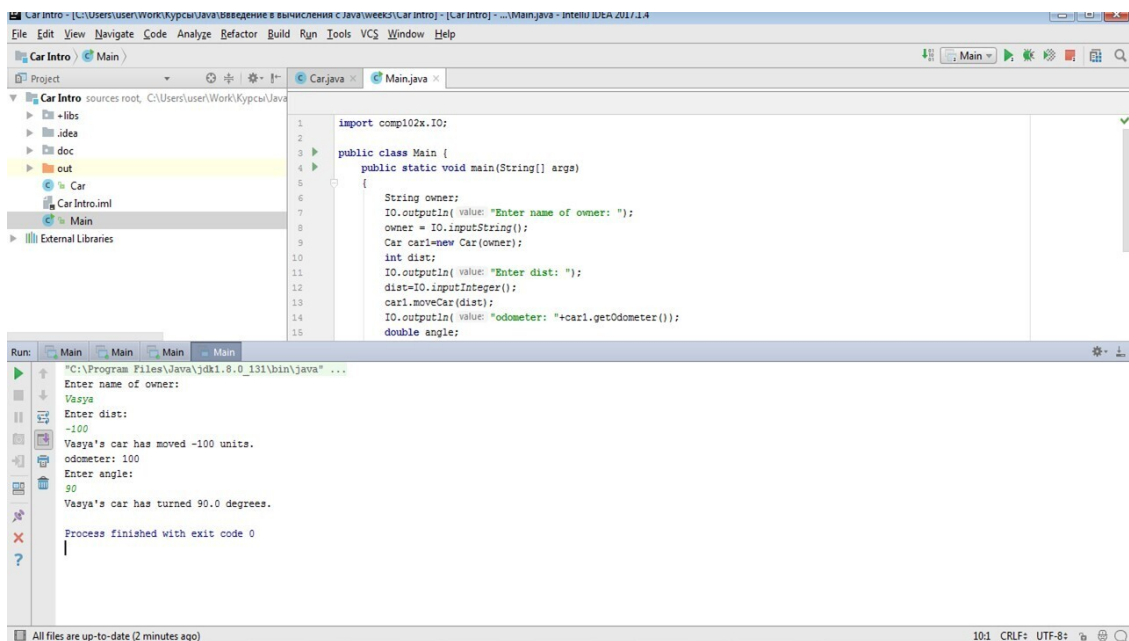 Car Intro - [C:\Users\user\Work\Курсы\Java\Введение в вычисления с Java\week3\Car Intro] - [Car Intro] - ...\Main.java - IntelliJ IDEA 2017.1.4
File Edit View Navigate Code Analyze Refactor Build Run Tools VCS Window Help
Car Intro Main
Main
Project
Car.java Main.java
Car Intro sources root, C:\Users\user\Work\Курсы\Java
+libs
.idea
doc
out
Car
Car Intro.iml
Main
External Libraries
1 import comp102x.IO;
2
3 public class Main {
4 public static void main(String[] args)
5 {
6 String owner;
7 IO.outputln( value: "Enter name of owner: ");
8 owner = IO.inputString();
9 Car car1=new Car(owner);
10 int dist;
11 IO.outputln( value: "Enter dist: ");
12 dist=IO.inputInteger();
13 car1.moveCar(dist);
14 IO.outputln( value: "odometer: "+car1.getOdometer());
15 double angle;
Run: Main Main Main Main
"C:\Program Files\Java\jdk1.8.0_131\bin\java" ...
Enter name of owner:
Vasya
Enter dist:
-100
Vasya's car has moved -100 units.
odometer: 100
Enter angle:
90
Vasya's car has turned 90.0 degrees.
Process finished with exit code 0
All files are up-to-date (2 minutes ago)
10:1 CRLF UTF-8